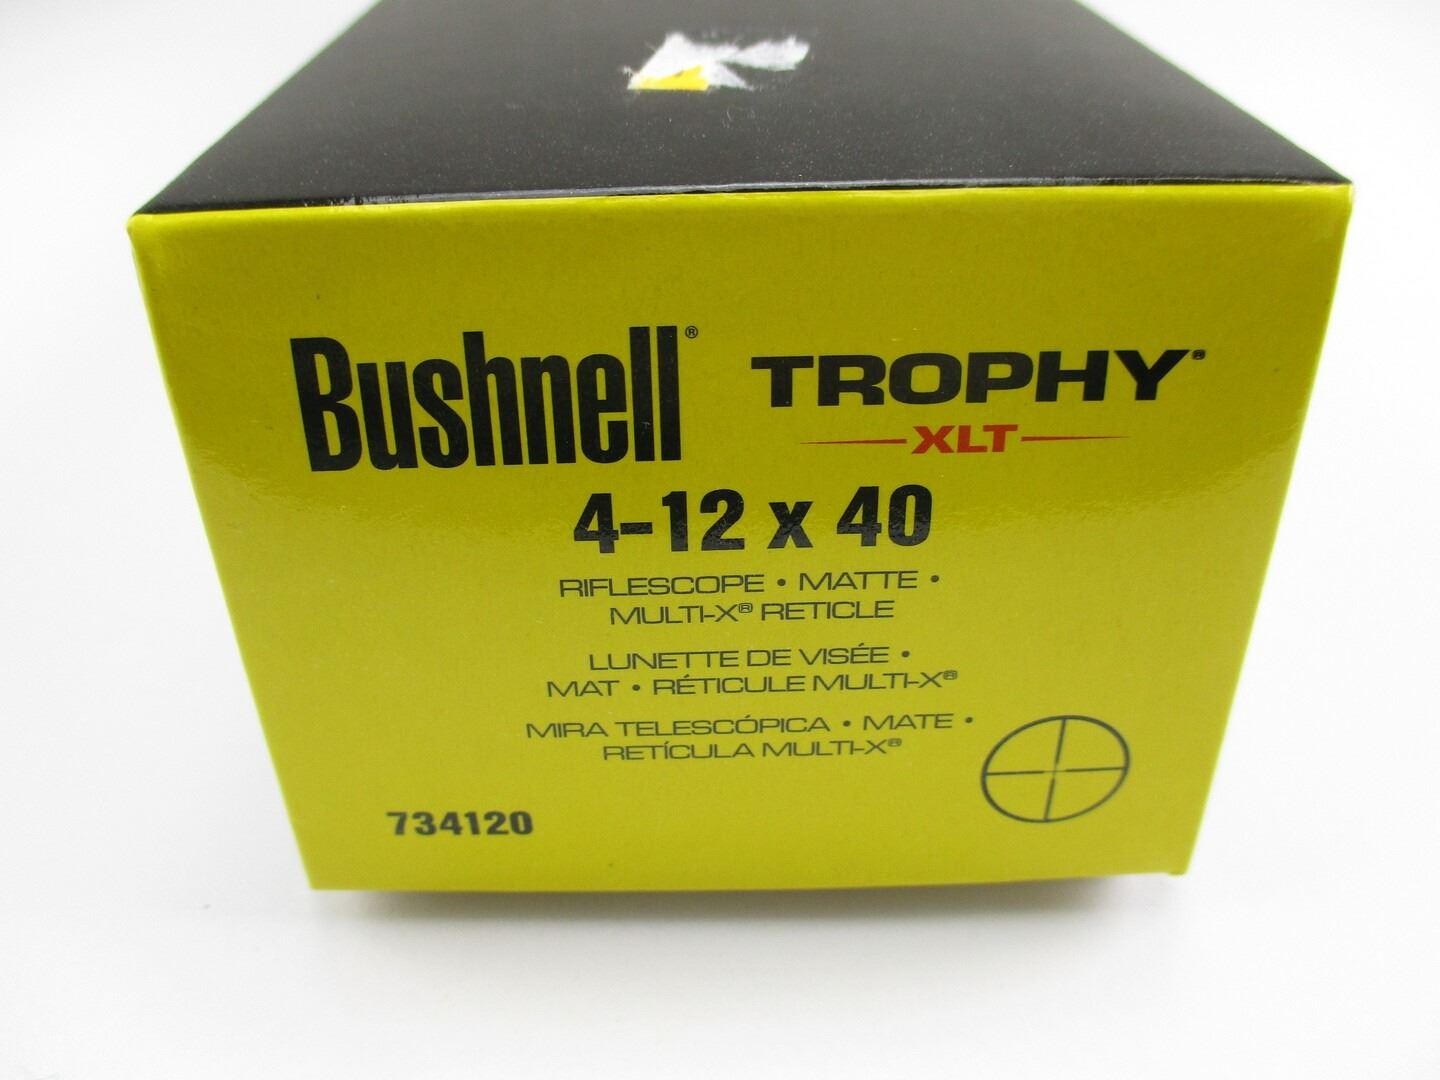 Bushnell® TROPHY®
XLT
4-12 x 40
RIFLESCOPE • MATTE •
MULTI-X® RETICLE
LUNETTE DE VISÉE •
MAT • RÉTICULE MULTI-X®
MIRA TELESCÓPICA • MATE •
RETÍCULA MULTI-X®
734120